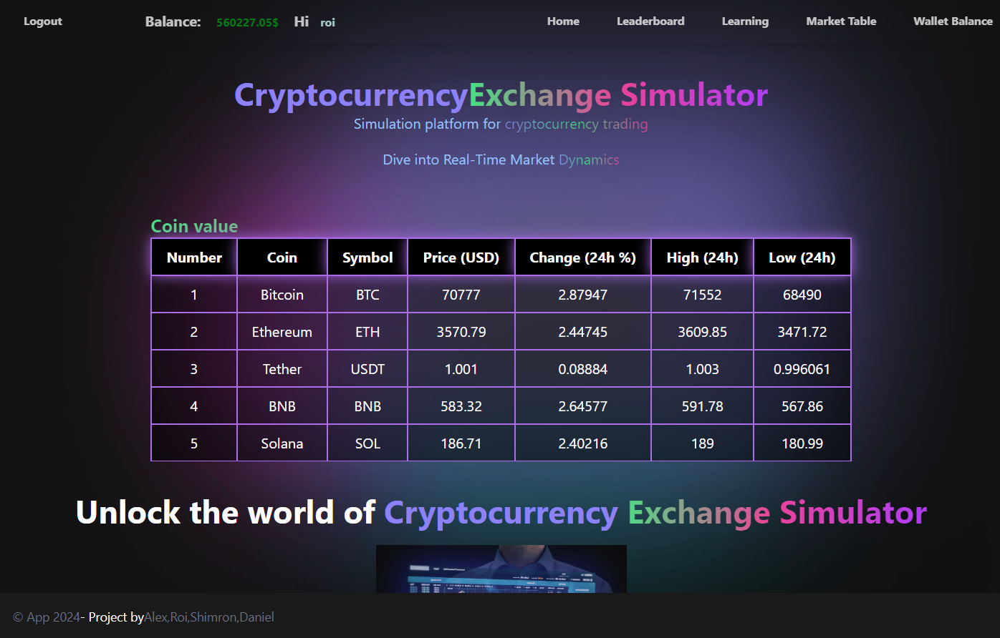 Logout Balance: 560227.05$ Hi roi Home Leaderboard Learning Market Table Wallet Balance
CryptocurrencyExchange Simulator
Simulation platform for cryptocurrency trading
Dive into Real-Time Market Dynamics
Coin value
Number Coin Symbol Price (USD) Change (24h %) High (24h) Low (24h)
1 Bitcoin BTC 70777 2.87947 71552 68490
2 Ethereum ETH 3570.79 2.44745 3609.85 3471.72
3 Tether USDT 1.001 0.08884 1.003 0.996061
4 BNB BNB 583.32 2.64577 591.78 567.86
5 Solana SOL 186.71 2.40216 189 180.99
Unlock the world of Cryptocurrency Exchange Simulator
© App 2024- Project byAlex,Roi,Shimron,Daniel